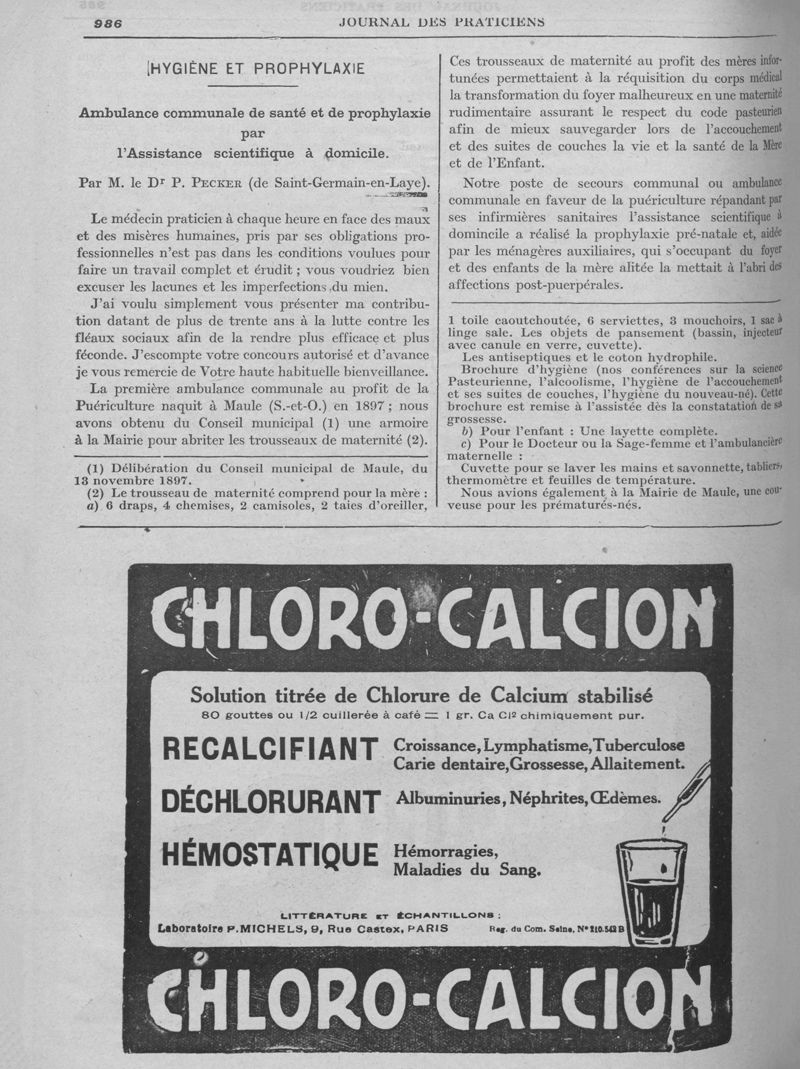 986
JOURNAL DES PRATICIENS
HYGIÈNE ET PROPHYLAXIE
Ambulance communale de santé et de prophylaxie
par
l'Assistance scientifique à domicile.
Par M. le Dr P. PECKER (de Saint-Germain-en-Laye).
Le médecin praticien à chaque heure en face des maux
et des misères humaines, pris par ses obligations pro-
fessionnelles n'est pas dans les conditions voulues pour
faire un travail complet et érudit ; vous voudriez bien
excuser les lacunes et les imperfections du mien.
J'ai voulu simplement vous présenter ma contribu-
tion datant de plus de trente ans à la lutte contre les
fléaux sociaux afin de la rendre plus efficace et plus
féconde. J'escompte votre concours autorisé et d'avance
je vous remercie de Votre haute habituelle bienveillance.
La première ambulance communale au profit de la
Puériculture naquit à Maule (S.-et-O.) en 1897 ; nous
avons obtenu du Conseil municipal (1) une armoire
à la Mairie pour abriter les trousseaux de maternité (2).
(1) Délibération du Conseil municipal de Maule, du
13 novembre 1897.
(2) Le trousseau de maternité comprend pour la mère :
a) 6 draps, 4 chemises, 2 camisoles, 2 taies d'oreiller,
Ces trousseaux de maternité au profit des mères infor-
tunées permettaient à la réquisition du corps médical
la transformation du foyer malheureux en une maternité
rudimentaire assurant le respect du code pasteurien
afin de mieux sauvegarder lors de l'accouchement
et des suites de couches la vie et la santé de la Mère
et de l'Enfant.
Notre poste de secours communal ou ambulance
communale en faveur de la puériculture répandant par
ses infirmières sanitaires l'assistance scientifique à
domincile a réalisé la prophylaxie pré-natale et, aidée
par les ménagères auxiliaires, qui s'occupent du foyer
et des enfants de la mère alitée la mettait à l'abri des
affections post-puerpérales.
1 toile caoutchoutée, 6 serviettes, 3 mouchoirs, 1 sac à
linge sale. Les objets de pansement (bassin, injecteur
avec canule en verre, cuvette).
Les antiseptiques et le coton hydrophile.
Brochure d'hygiène (nos conférences sur la science
Pasteurienne, l'alcoolisme, l'hygiène de l'accouchement
et ses suites de couches, l'hygiène du nouveau-né). Cette
brochure est remise à l'assistée dès la constatation de sa
grossesse.
b) Pour l'enfant : Une layette complète.
c) Pour le Docteur ou la Sage-femme et l'ambulancière
maternelle :
Cuvette pour se laver les mains et savonnette, tabliers,
thermomètre et feuilles de température.
Nous avions également à la Mairie de Maule, une cou-
veuse pour les prématurés-nés.
CHLORO-CALCION
Solution titrée de Chlorure de Calcium stabilisé
80 gouttes ou 1/2 cuillerée à café = 1 gr. Ca Cl² chimiquement pur.
RECALCIFIANT Croissance, Lymphatisme, Tuberculose
Carie dentaire, Grossesse, Allaitement.
DÉCHLORURANT Albuminuries, Néphrites, Œdèmes.
HÉMOSTATIQUE Hémorragies,
Maladies du Sang.
LITTÉRATURE ET ÉCHANTILLONS :
Laboratoire P. MICHELS, 9, Rue Castex, PARIS Reg. du Com. Seine, N° 210.542 B
CHLORO-CALCION